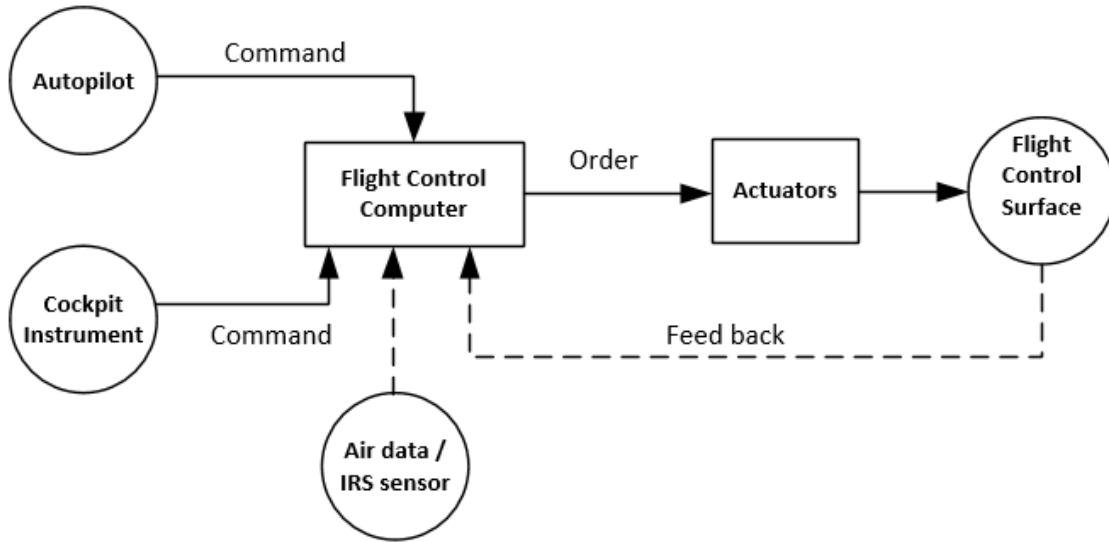 Command
Autopilot
Flight Control
Computer
Order
Actuators
Flight
Control
Surface
Cockpit
Instrument
Command
Feed back
Air data /
IRS sensor